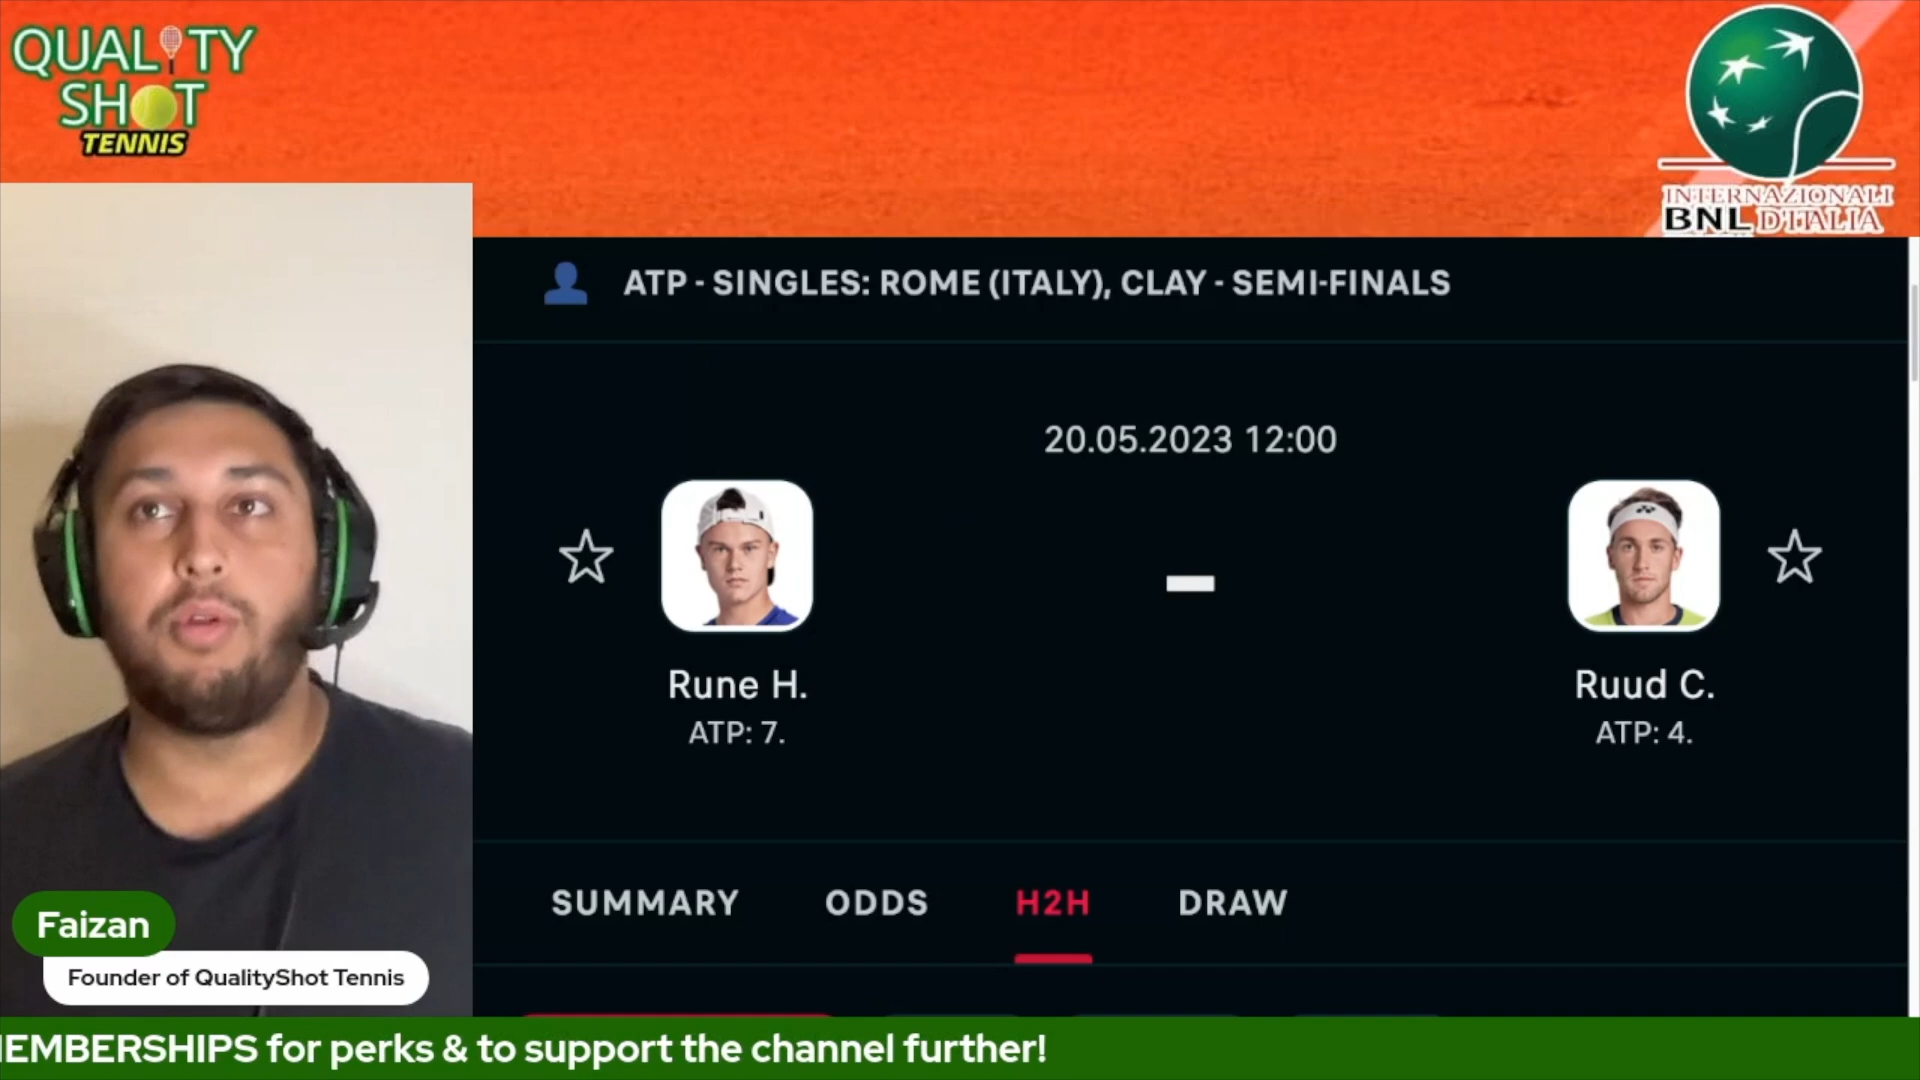 QUALITY
SHOT
TENNIS
INTERNAZIONALI
BNL D'ITALIA
ATP - SINGLES: ROME (ITALY), CLAY - SEMI-FINALS
20.05.2023 12:00
Rune H.
ATP: 7.
Ruud C.
ATP: 4.
SUMMARY
ODDS
H2H
DRAW
Faizan
Founder of QualityShot Tennis
EMBERSHIPS for perks & to support the channel further!